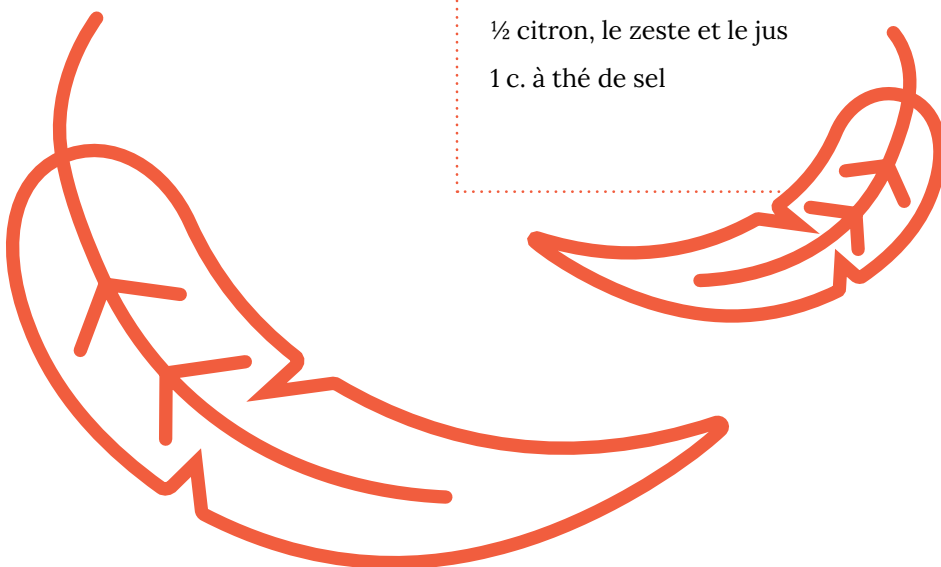 ½ citron, le zeste et le jus
1 c. à thé de sel